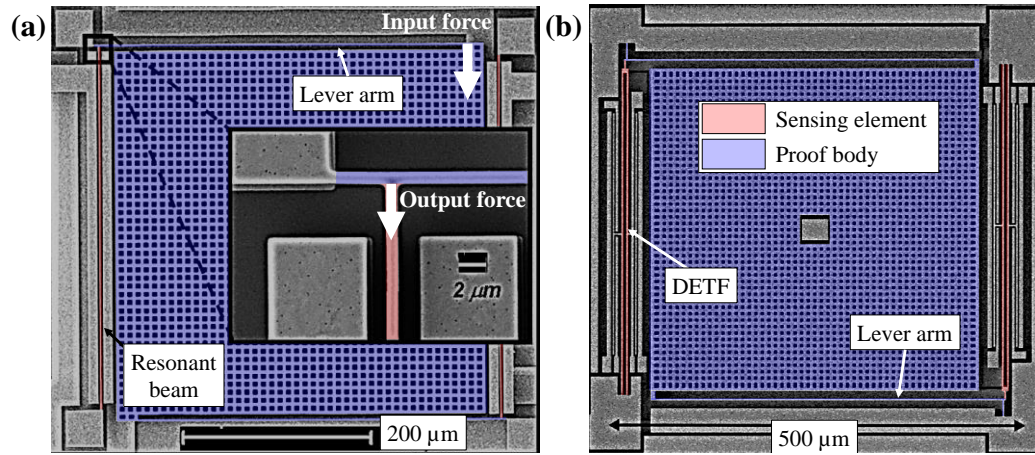 (a)
Input force
Lever arm
Output force
2 μm
Resonant
beam
200 μm
(b)
Sensing element
Proof body
DETF
Lever arm
500 μm